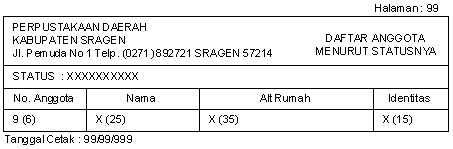 Halaman : 99
PERPUSTAKAAN DAERAH
KABUPATEN SRAGEN
Jl. Pemuda No 1 Telp. (0271) 892721 SRAGEN 57214
DAFTAR ANGGOTA
MENURUT STATUSNYA
STATUS : XXXXXXXXXX
No. Anggota Nama Alt Rumah Identitas
9 (6) X (25) X (35) X (15)
Tanggal Cetak : 99/99/999